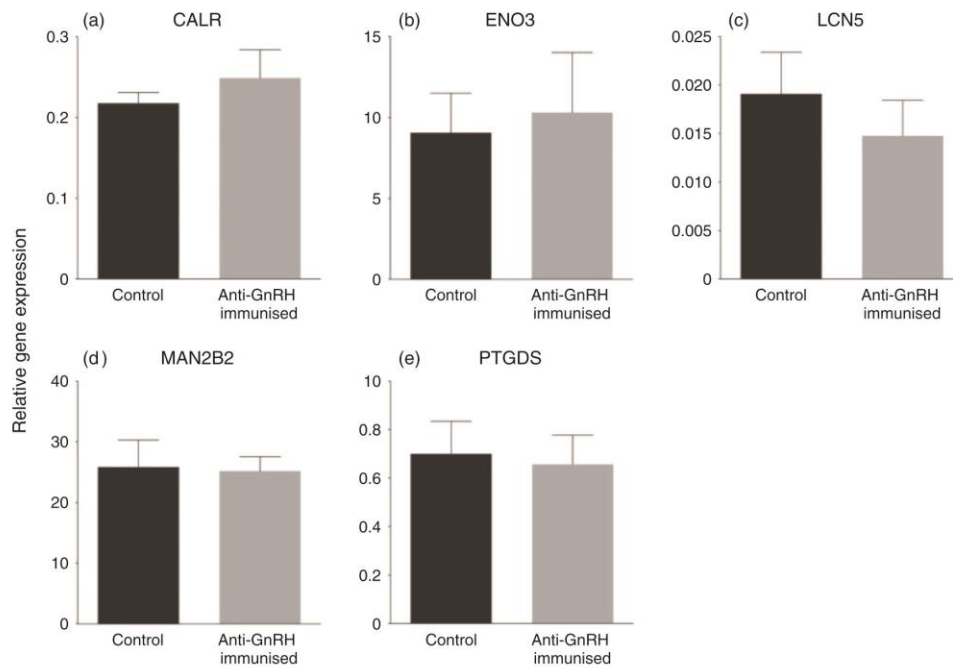 (a) CALR
0.3
0.2
0.1
0
Control
Anti-GnRH
immunised
(b) ENO3
15
10
5
0
Control
Anti-GnRH
immunised
(c) LCN5
0.025
0.020
0.015
0.010
0.005
0
Control
Anti-GnRH
immunised
Relative gene expression
(d) MAN2B2
40
30
20
10
0
Control
Anti-GnRH
immunised
(e) PTGDS
1.0
0.8
0.6
0.4
0.2
0
Control
Anti-GnRH
immunised